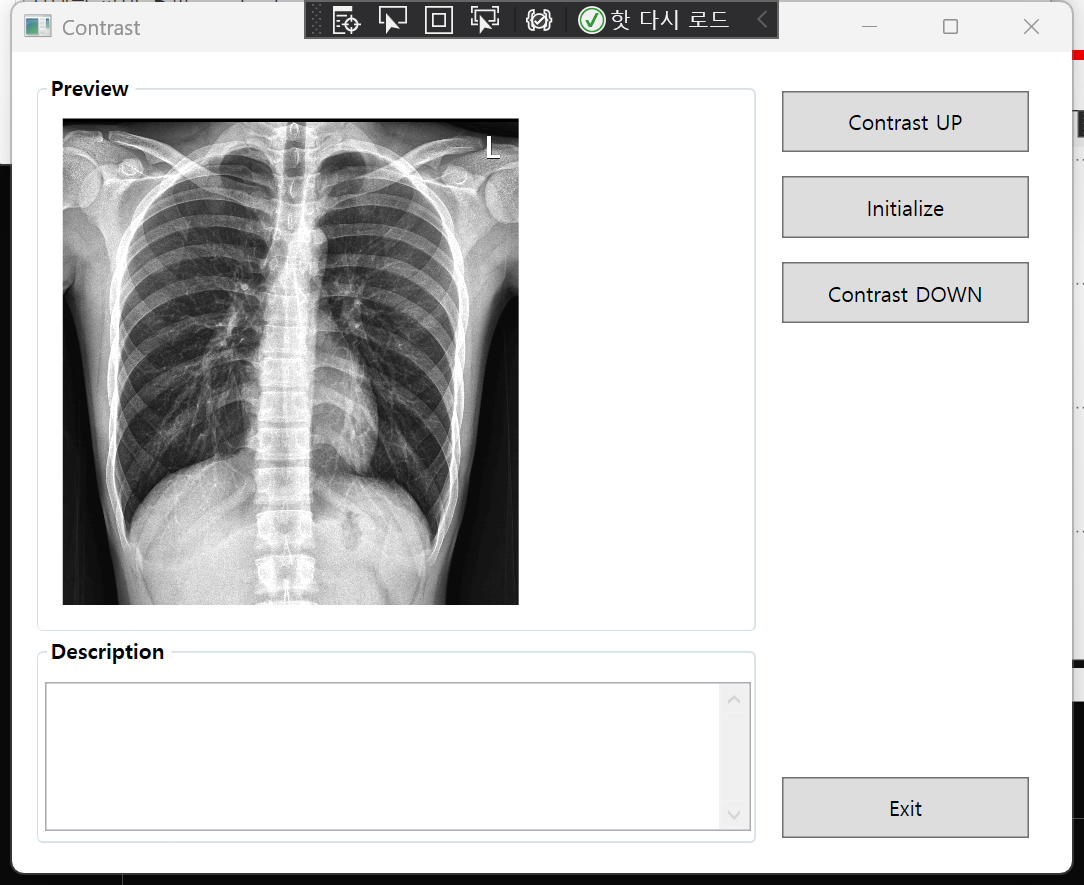 Contrast
핫 다시 로드
Preview
L
Contrast UP
Initialize
Contrast DOWN
Description
Exit